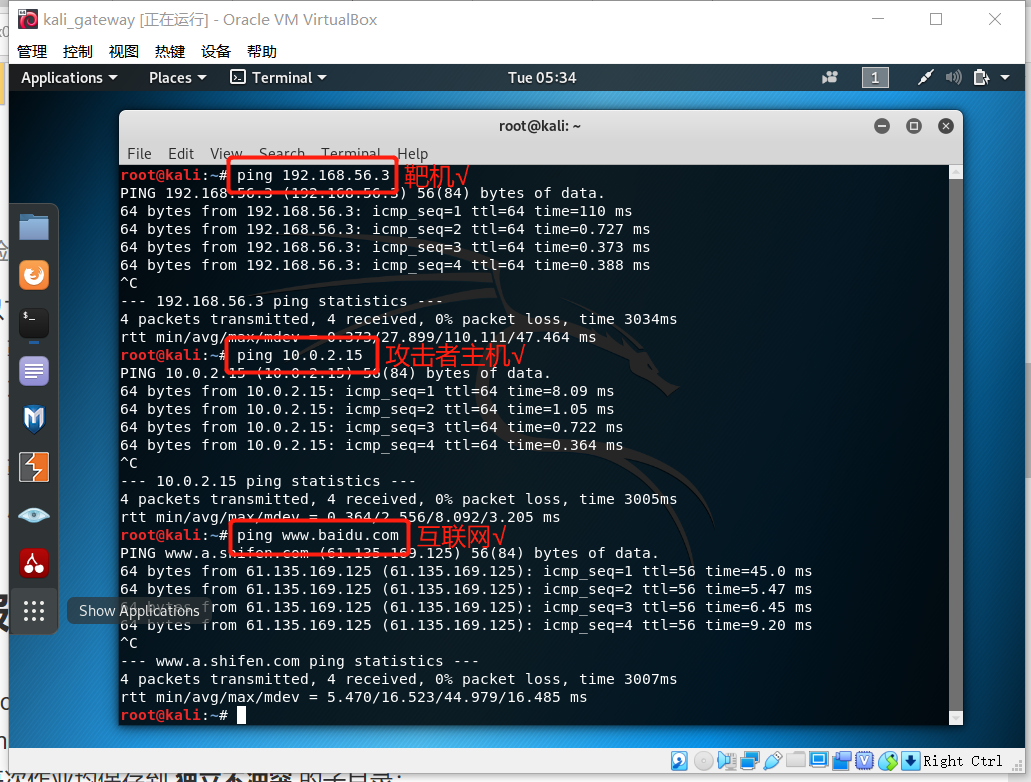 kali_gateway [正在运行] - Oracle VM VirtualBox
管理 控制 视图 热键 设备 帮助
Applications Places Terminal Tue 05:34 1
root@kali: ~
File Edit View Search Terminal Help
root@kali:~# ping 192.168.56.3 靶机√
PING 192.168.56.3 (192.168.56.3) 56(84) bytes of data.
64 bytes from 192.168.56.3: icmp_seq=1 ttl=64 time=110 ms
64 bytes from 192.168.56.3: icmp_seq=2 ttl=64 time=0.727 ms
64 bytes from 192.168.56.3: icmp_seq=3 ttl=64 time=0.373 ms
64 bytes from 192.168.56.3: icmp_seq=4 ttl=64 time=0.388 ms
^C
--- 192.168.56.3 ping statistics ---
4 packets transmitted, 4 received, 0% packet loss, time 3034ms
rtt min/avg/max/mdev = 0.373/27.899/110.111/47.464 ms
root@kali:~# ping 10.0.2.15 攻击者主机√
PING 10.0.2.15 (10.0.2.15) 56(84) bytes of data.
64 bytes from 10.0.2.15: icmp_seq=1 ttl=64 time=8.09 ms
64 bytes from 10.0.2.15: icmp_seq=2 ttl=64 time=1.05 ms
64 bytes from 10.0.2.15: icmp_seq=3 ttl=64 time=0.722 ms
64 bytes from 10.0.2.15: icmp_seq=4 ttl=64 time=0.364 ms
^C
--- 10.0.2.15 ping statistics ---
4 packets transmitted, 4 received, 0% packet loss, time 3005ms
rtt min/avg/max/mdev = 0.364/2.556/8.092/3.205 ms
root@kali:~# ping www.baidu.com 互联网√
PING www.a.shifen.com (61.135.169.125) 56(84) bytes of data.
64 bytes from 61.135.169.125 (61.135.169.125): icmp_seq=1 ttl=56 time=45.0 ms
64 bytes from 61.135.169.125 (61.135.169.125): icmp_seq=2 ttl=56 time=5.47 ms
64 bytes from 61.135.169.125 (61.135.169.125): icmp_seq=3 ttl=56 time=6.45 ms
Show Applications
64 bytes from 61.135.169.125 (61.135.169.125): icmp_seq=4 ttl=56 time=9.20 ms
^C
--- www.a.shifen.com ping statistics ---
4 packets transmitted, 4 received, 0% packet loss, time 3007ms
rtt min/avg/max/mdev = 5.470/16.523/44.979/16.485 ms
root@kali:~#
Right Ctrl